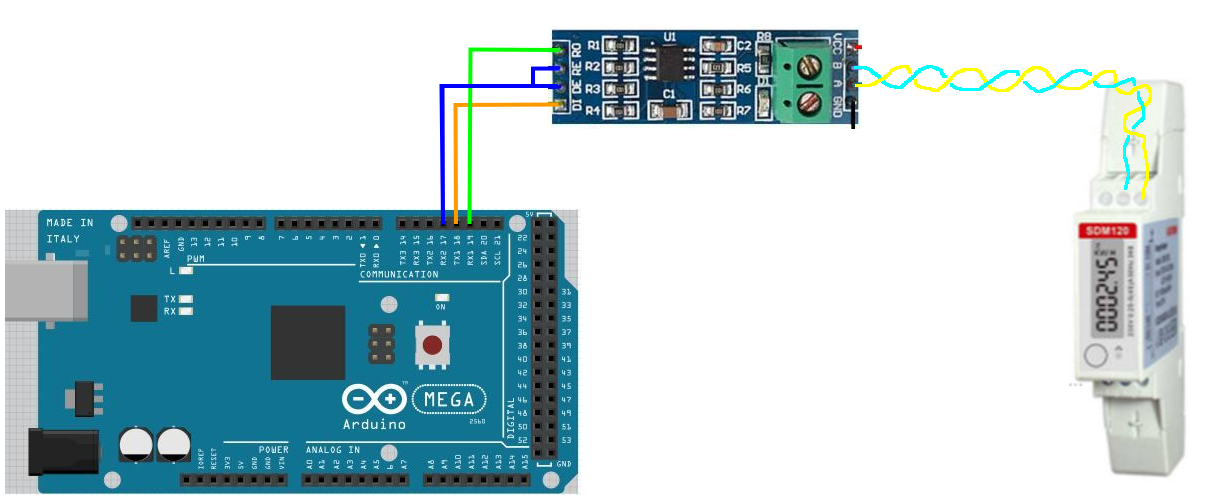 R1
R2
R3
R4
RO
RE
DE
DI
U1
C1
C2
R5
R6
R7
R8
VCC
B
A
GND
MADE IN
ITALY
AREF
GND
13
12
11
10
9
8
7
6
5
4
3
2
TX0 ◄ 1
RX0 ► 0
TX3 14
RX3 15
TX2 16
RX2 17
TX1 18
RX1 19
SDA 20
SCL 21
PWM
COMMUNICATION
L
TX
RX
ON
5V
22
24
26
28
30 31
32 33
34 35
36 37
38 39
40 41
42 43
44 45
46 47
48 49
50 51
52 53
GND
DIGITAL
MEGA
2560
TM
Arduino
POWER
ANALOG IN
IOREF
RESET
3V3
5V
GND
GND
VIN
A0
A1
A2
A3
A4
A5
A6
A7
A8
A9
A10
A11
A12
A13
A14
A15
SDM120
0002.45